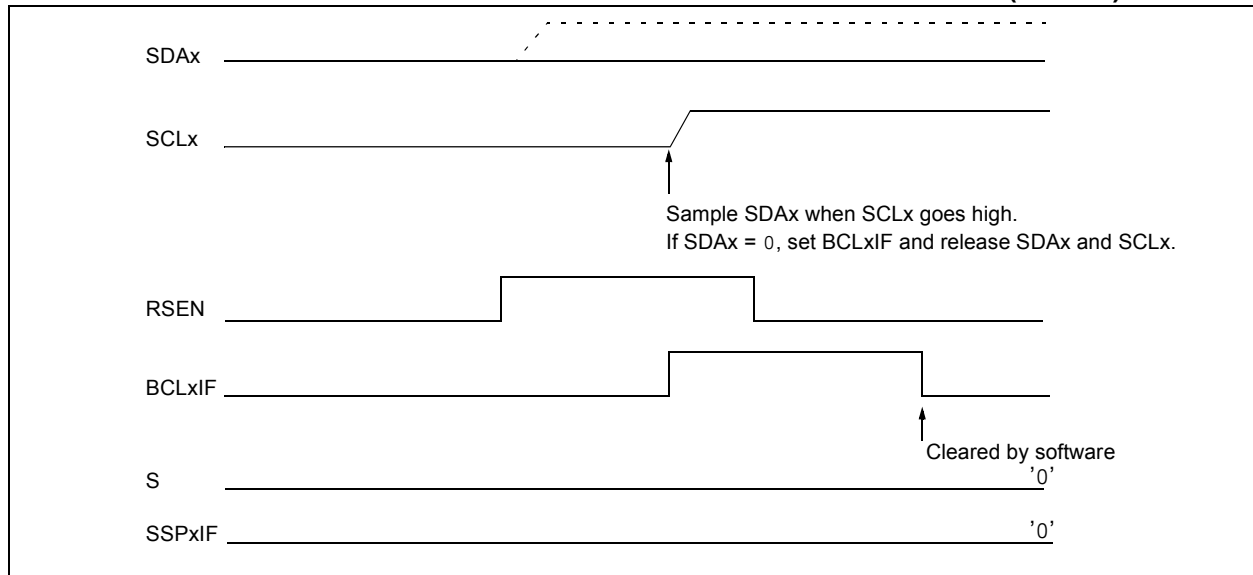 SDAx
SCLx
Sample SDAx when SCLx goes high.
If SDAx = 0, set BCLxIF and release SDAx and SCLx.
RSEN
BCLxIF
Cleared by software
S
'0'
SSPxIF
'0'